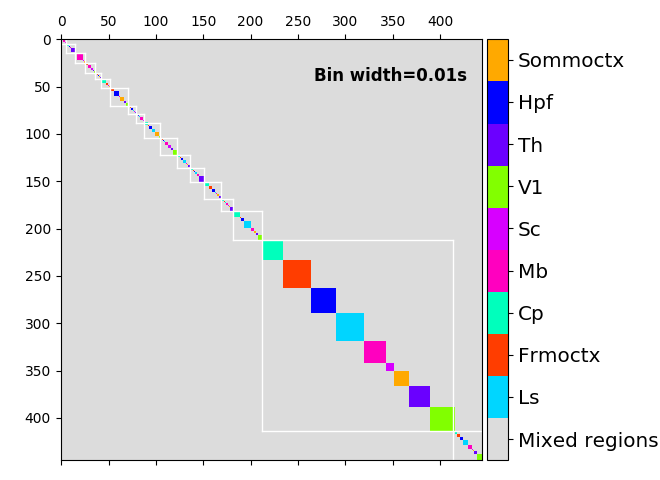 0 50 100 150 200 250 300 350 400
0
50
100
150
200
250
300
350
400
Bin width=0.01s
Sommoctx
Hpf
Th
V1
Sc
Mb
Cp
Frmoctx
Ls
Mixed regions